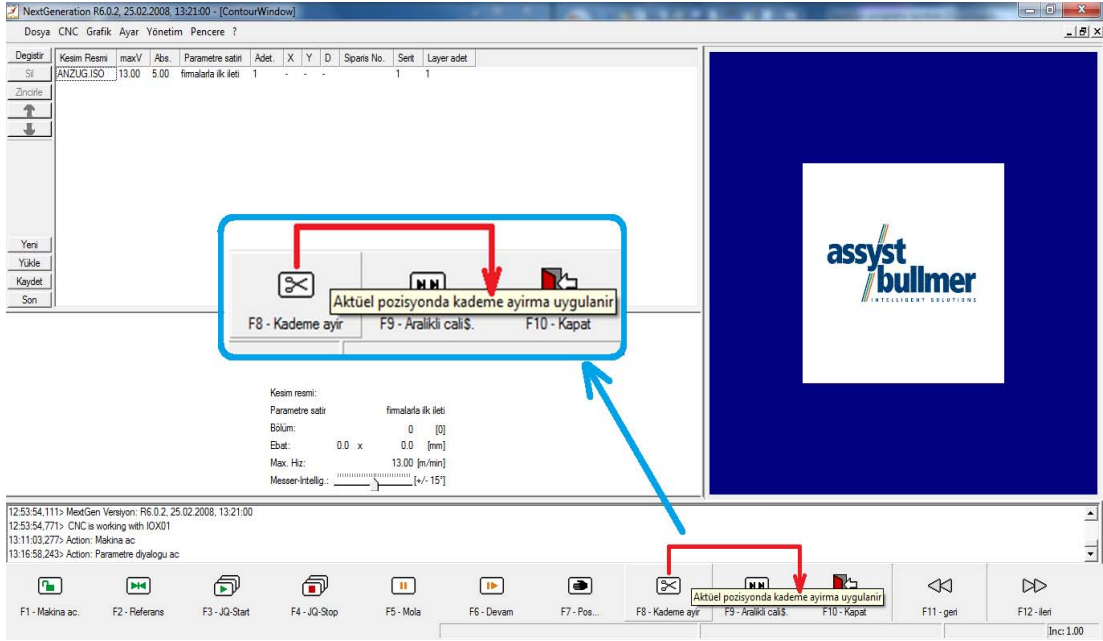 NextGeneration R6.0.2, 25.02.2008, 13:21:00 - [ContourWindow]
Dosya CNC Grafik Ayar Yönetim Pencere ?
Degistir
Sil
Zincirle
Kesim Resmi maxV Abs. Parametre satiri Adet. X Y D Siparis No. Serit Layer adet
ANZUG.ISO 13.00 5.00 firmalarla ilk ileti 1 - - - 1 1
Yeni
Yükle
Kaydet
Son
Aktüel pozisyonda kademe ayirma uygulanir
F8 - Kademe ayir F9 - Aralikli cali$. F10 - Kapat
assyst
bullmer
INTELLIGENT SOLUTIONS
Kesim resmi:
Parametre satir firmalarla ilk ileti
Bölüm: 0 [0]
Ebat: 0.0 x 0.0 [mm]
Max. Hiz: 13.00 [m/min]
Messer-Intellig.: [+/- 15°]
12:53:54,111> MextGen Versiyon: R6.0.2, 25.02.2008, 13:21:00
12:53:54,771> CNC is working with IOX01
13:11:03,277> Action: Makina ac
13:16:58,243> Action: Parametre diyalogu ac
Aktüel pozisyonda kademe ayirma uygulanir
F1 - Makina ac. F2 - Referans F3 - JQ-Start F4 - JQ-Stop F5 - Mola F6 - Devam F7 - Pos... F8 - Kademe ayir F9 - Aralikli cali$. F10 - Kapat F11 - geri F12 - ileri
Inc: 1.00